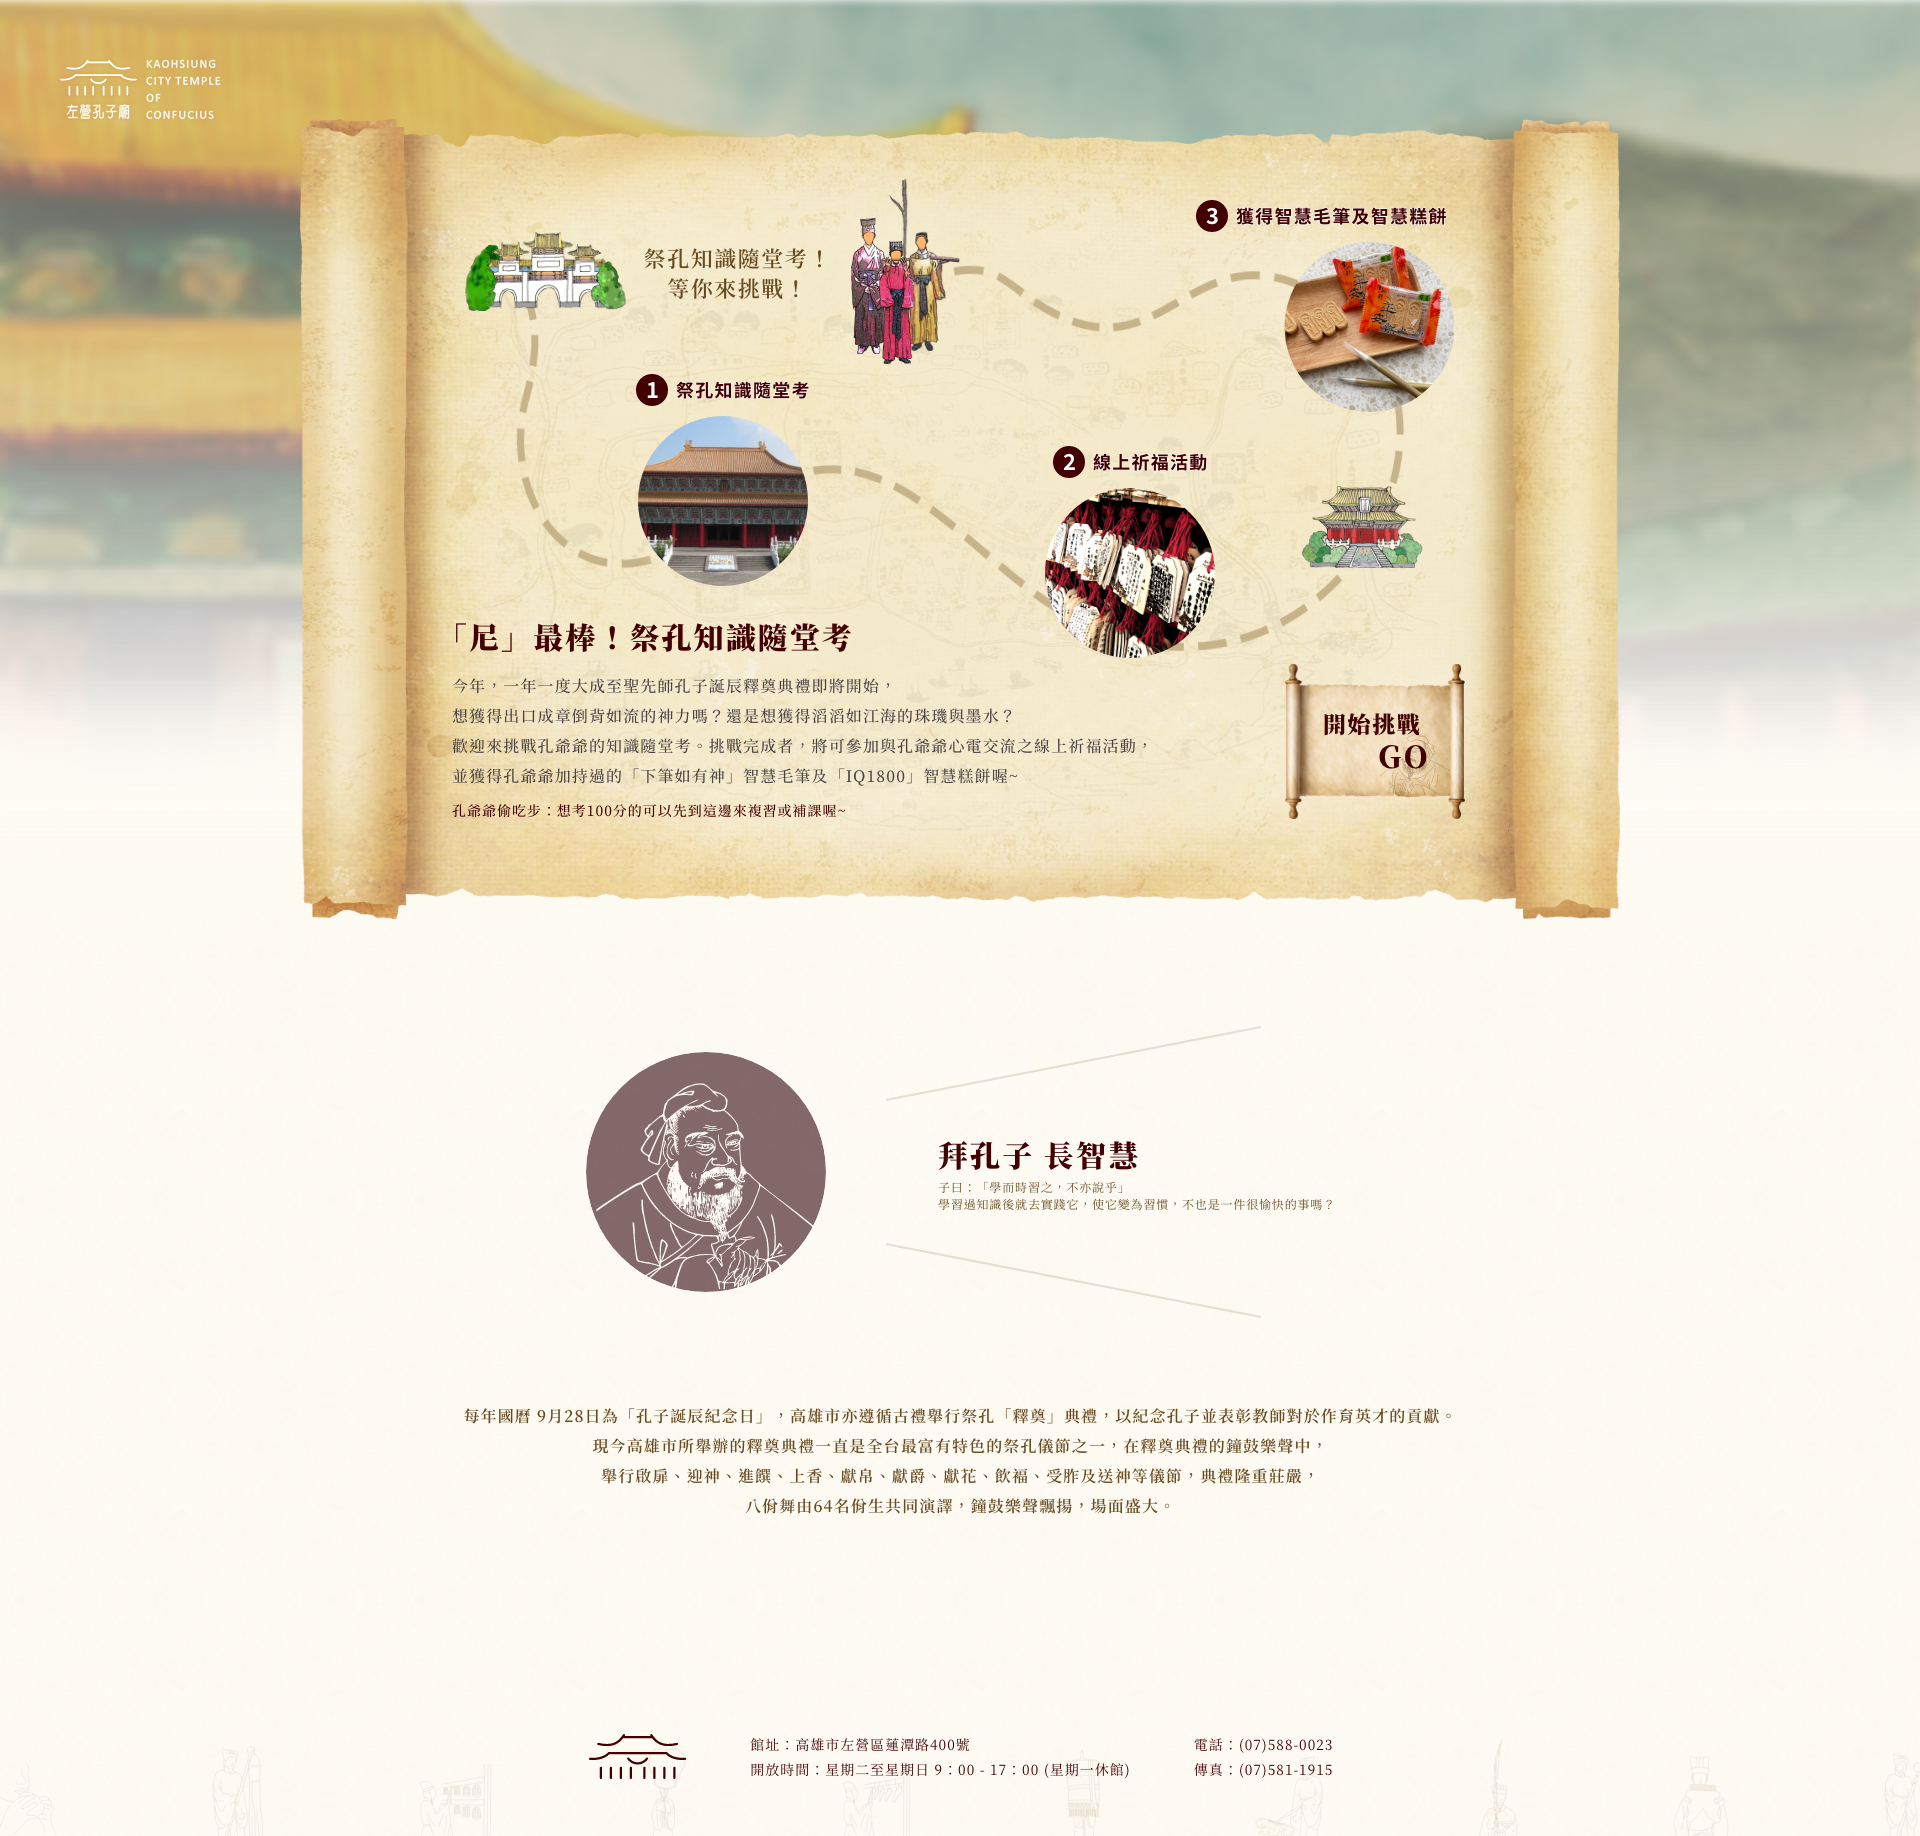 KAOHSIUNG
CITY TEMPLE
OF
CONFUCIUS
左營孔子廟
祭孔知識隨堂考！
等你來挑戰！
3 獲得智慧毛筆及智慧糕餅
1 祭孔知識隨堂考
2 線上祈福活動
「尼」最棒！祭孔知識隨堂考
今年，一年一度大成至聖先師孔子誕辰釋奠典禮即將開始，
想獲得出口成章倒背如流的神力嗎？還是想獲得滔滔如江海的珠璣與墨水？
歡迎來挑戰孔爺爺的知識隨堂考。挑戰完成者，將可參加與孔爺爺心電交流之線上祈福活動，
並獲得孔爺爺加持過的「下筆如有神」智慧毛筆及「IQ1800」智慧糕餅喔~
孔爺爺偷吃步：想考100分的可以先到這邊來複習或補課喔~
開始挑戰
GO
拜孔子 長智慧
子曰：「學而時習之，不亦說乎」
學習過知識後就去實踐它，使它變為習慣，不也是一件很愉快的事嗎？
每年國曆 9月28日為「孔子誕辰紀念日」，高雄市亦遵循古禮舉行祭孔「釋奠」典禮，以紀念孔子並表彰教師對於作育英才的貢獻。
現今高雄市所舉辦的釋奠典禮一直是全台最富有特色的祭孔儀節之一，在釋奠典禮的鐘鼓樂聲中，
舉行啟扉、迎神、進饌、上香、獻帛、獻爵、獻花、飲福、受胙及送神等儀節，典禮隆重莊嚴，
八佾舞由64名佾生共同演譯，鐘鼓樂聲飄揚，場面盛大。
館址：高雄市左營區蓮潭路400號
開放時間：星期二至星期日 9：00 - 17：00 (星期一休館)
電話：(07)588-0023
傳真：(07)581-1915